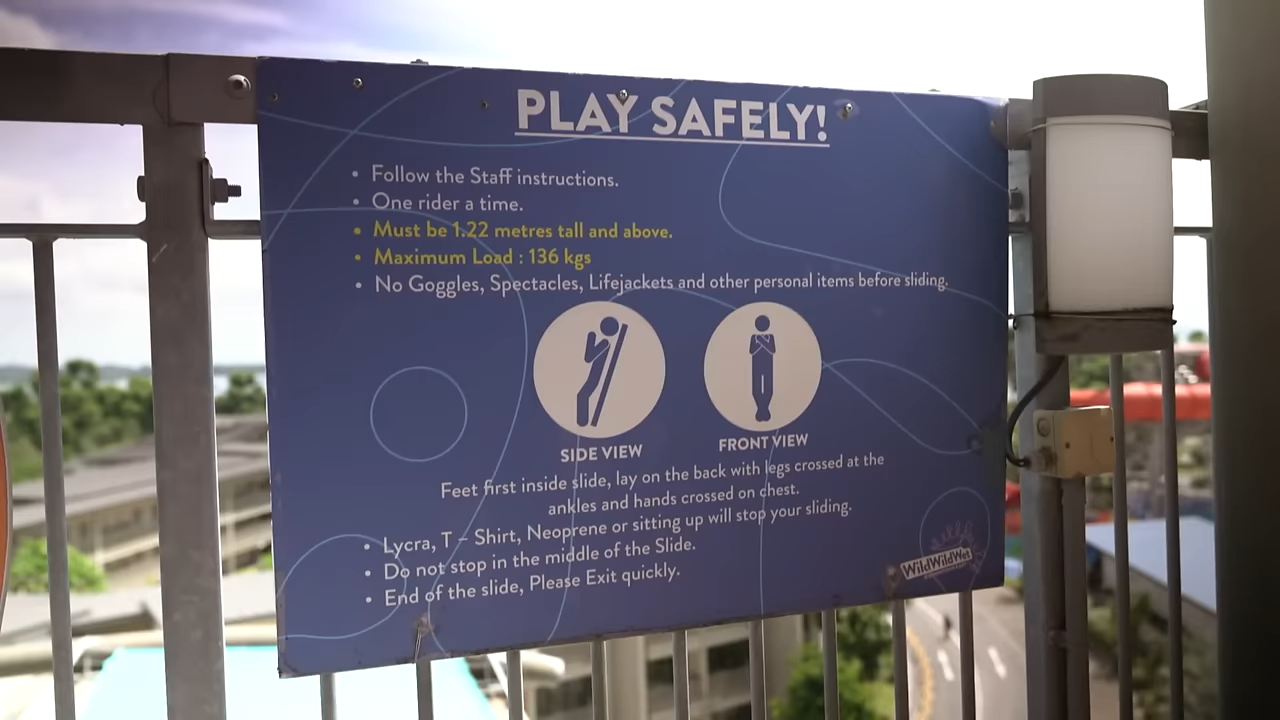 PLAY SAFELY!
• Follow the Staff instructions.
• One rider a time.
• Must be 1.22 metres tall and above.
• Maximum Load : 136 kgs
• No Goggles, Spectacles, Lifejackets and other personal items before sliding.
SIDE VIEW
FRONT VIEW
Feet first inside slide, lay on the back with legs crossed at the
ankles and hands crossed on chest.
• Lycra, T – Shirt, Neoprene or sitting up will stop your sliding.
• Do not stop in the middle of the Slide.
• End of the slide, Please Exit quickly.
WildWildWet